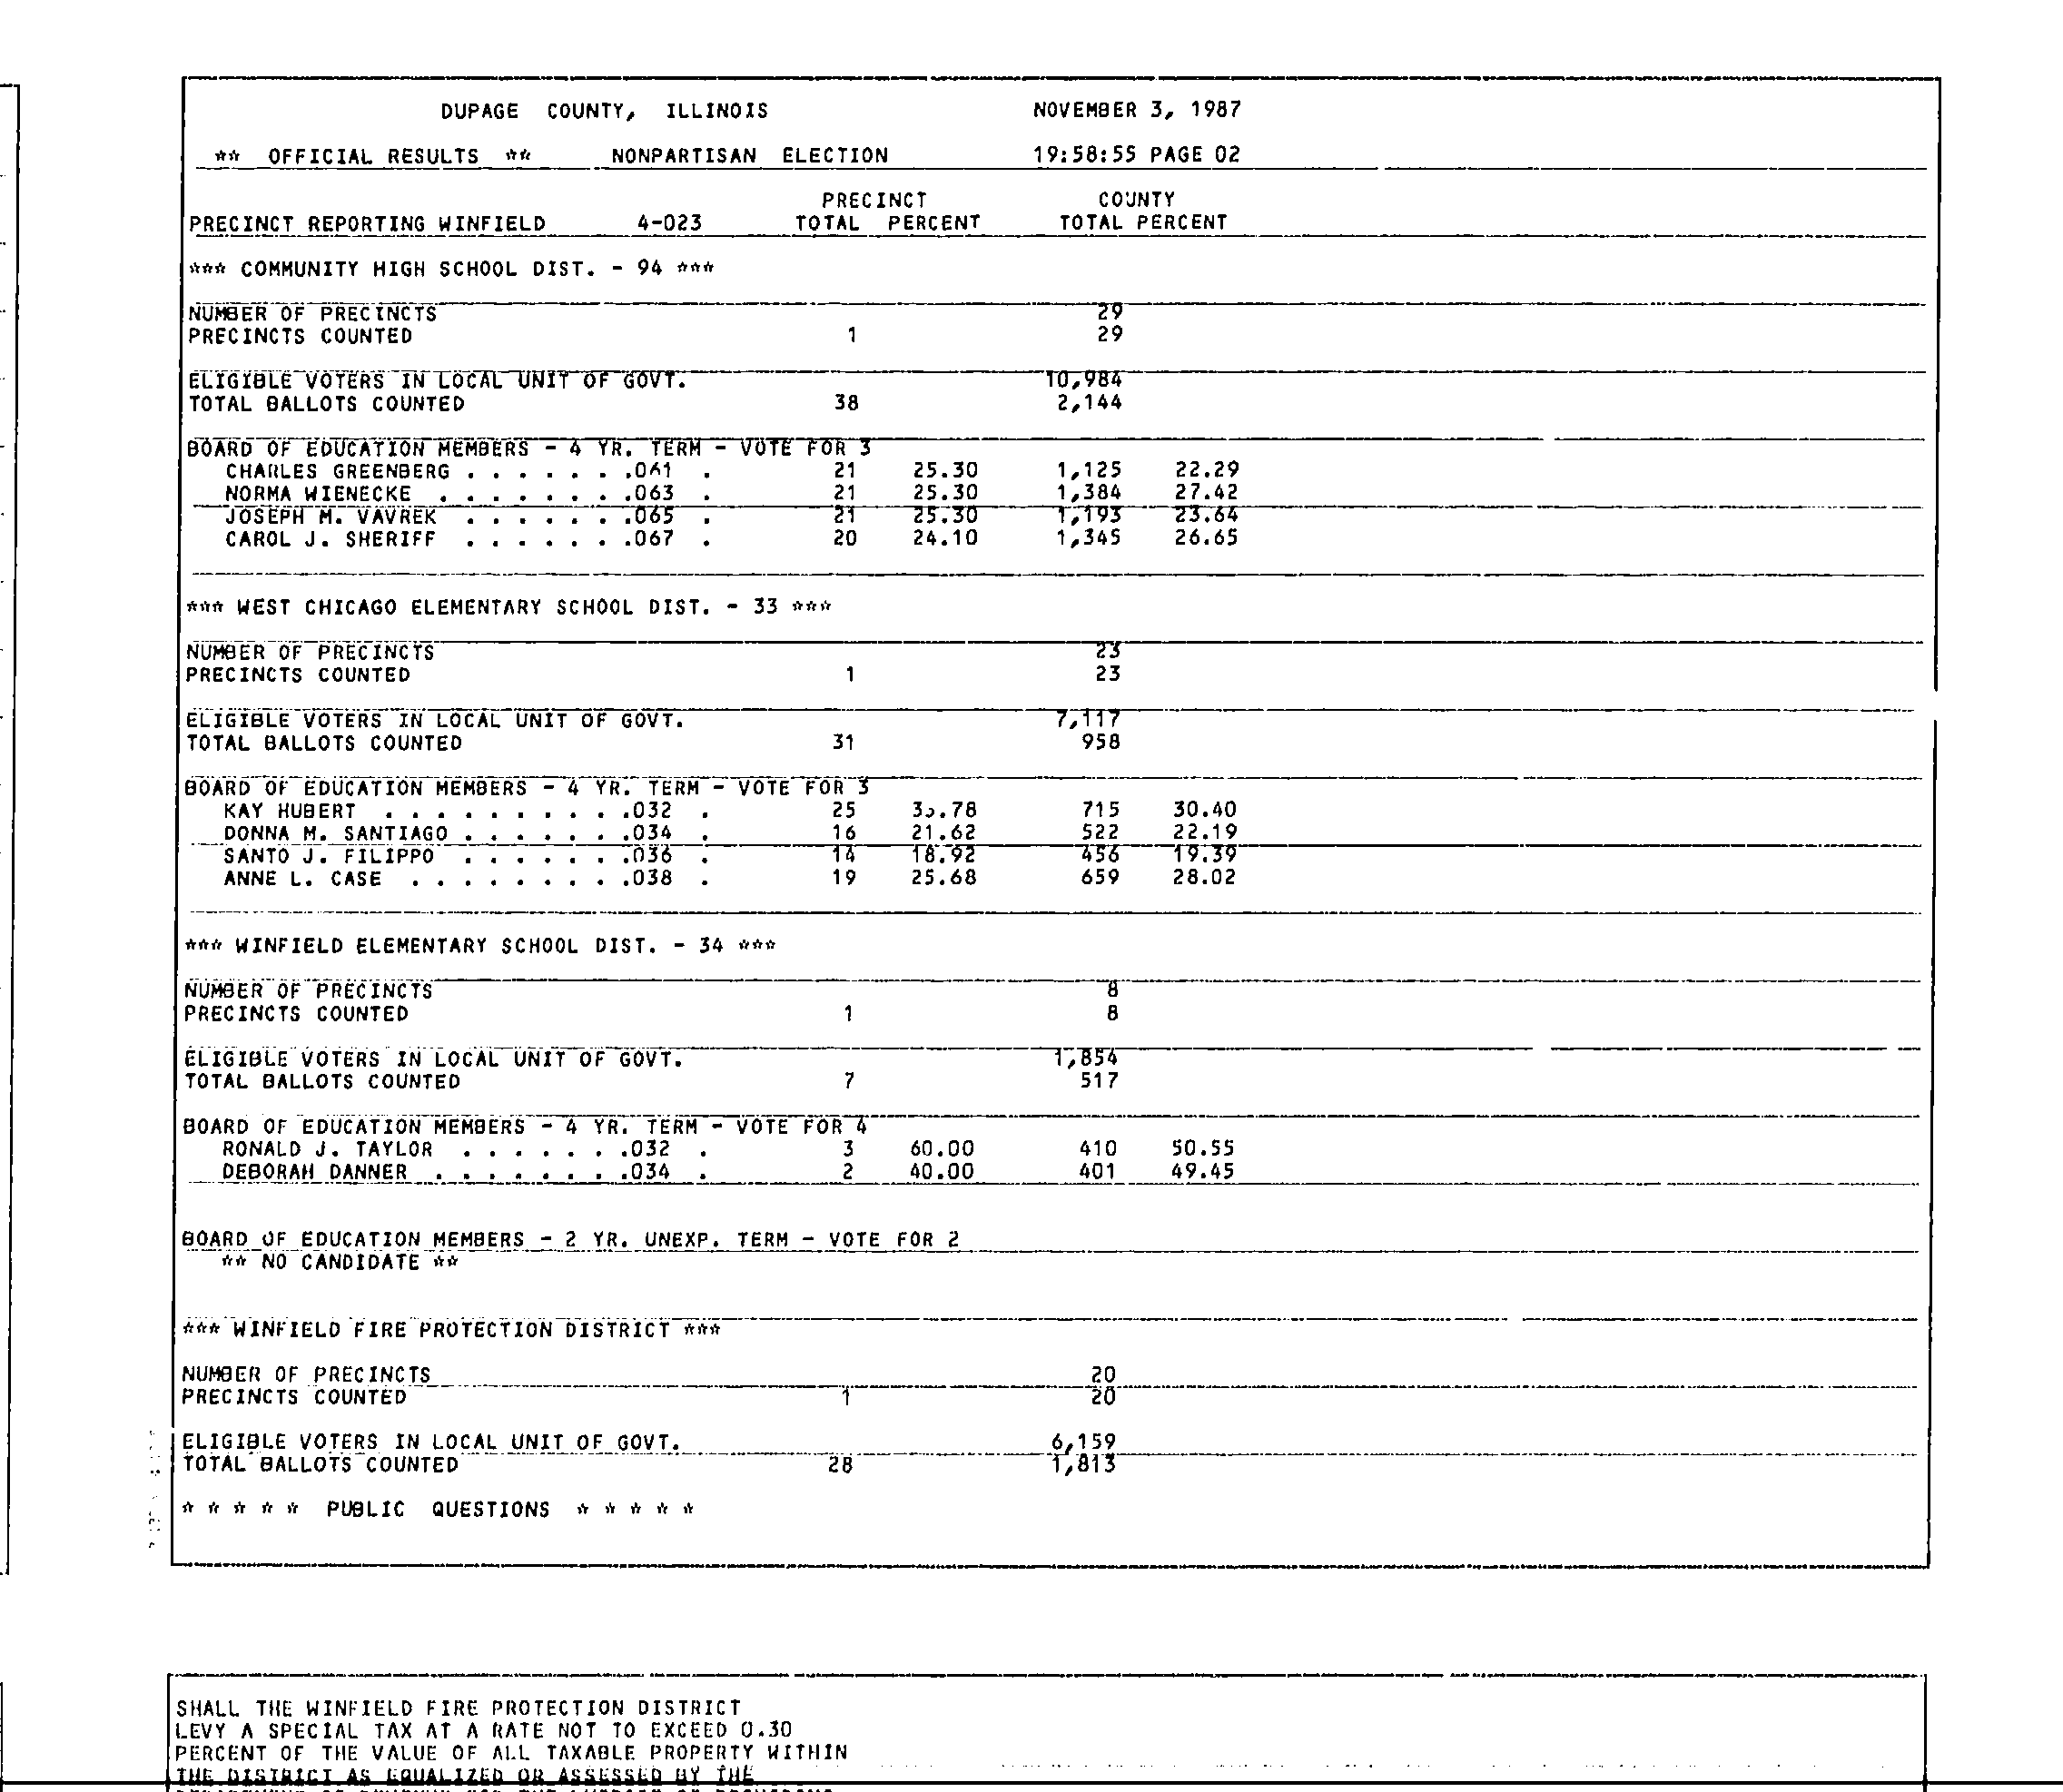 DUPAGE COUNTY, ILLINOIS NOVEMBER 3, 1987
** OFFICIAL RESULTS ** NONPARTISAN ELECTION 19:58:55 PAGE 02
PRECINCT COUNTY
PRECINCT REPORTING WINFIELD 4-023 TOTAL PERCENT TOTAL PERCENT
*** COMMUNITY HIGH SCHOOL DIST. - 94 ***
NUMBER OF PRECINCTS 29
PRECINCTS COUNTED 1 29
ELIGIBLE VOTERS IN LOCAL UNIT OF GOVT. 10,984
TOTAL BALLOTS COUNTED 38 2,144
BOARD OF EDUCATION MEMBERS - 4 YR. TERM - VOTE FOR 3
CHARLES GREENBERG . . . . . . .061 . 21 25.30 1,125 22.29
NORMA WIENECKE . . . . . . . .063 . 21 25.30 1,384 27.42
JOSEPH M. VAVREK . . . . . . .065 . 21 25.30 1,193 23.64
CAROL J. SHERIFF . . . . . . .067 . 20 24.10 1,345 26.65
*** WEST CHICAGO ELEMENTARY SCHOOL DIST. - 33 ***
NUMBER OF PRECINCTS 23
PRECINCTS COUNTED 1 23
ELIGIBLE VOTERS IN LOCAL UNIT OF GOVT. 7,117
TOTAL BALLOTS COUNTED 31 958
BOARD OF EDUCATION MEMBERS - 4 YR. TERM - VOTE FOR 3
KAY HUBERT . . . . . . . . . .032 . 25 715 30.40
DONNA M. SANTIAGO . . . . . . .034 . 16 21.62 522 22.19
SANTO J. FILIPPO . . . . . . .036 . 14 18.92 456 19.39
ANNE L. CASE . . . . . . . . .038 . 19 25.68 659 28.02
*** WINFIELD ELEMENTARY SCHOOL DIST. - 34 ***
NUMBER OF PRECINCTS 8
PRECINCTS COUNTED 1 8
ELIGIBLE VOTERS IN LOCAL UNIT OF GOVT. 1,854
TOTAL BALLOTS COUNTED 7 517
BOARD OF EDUCATION MEMBERS - 4 YR. TERM - VOTE FOR 4
RONALD J. TAYLOR . . . . . . .032 . 3 60.00 410 50.55
DEBORAH DANNER . . . . . . . .034 . 2 40.00 401 49.45
BOARD OF EDUCATION MEMBERS - 2 YR. UNEXP. TERM - VOTE FOR 2
** NO CANDIDATE **
*** WINFIELD FIRE PROTECTION DISTRICT ***
NUMBER OF PRECINCTS 20
PRECINCTS COUNTED 1 20
ELIGIBLE VOTERS IN LOCAL UNIT OF GOVT. 6,159
TOTAL BALLOTS COUNTED 28 1,813
* * * * * PUBLIC QUESTIONS * * * * *
SHALL THE WINFIELD FIRE PROTECTION DISTRICT
LEVY A SPECIAL TAX AT A RATE NOT TO EXCEED 0.30
PERCENT OF THE VALUE OF ALL TAXABLE PROPERTY WITHIN
THE DISTRICT AS EQUALIZED OR ASSESSED BY THE